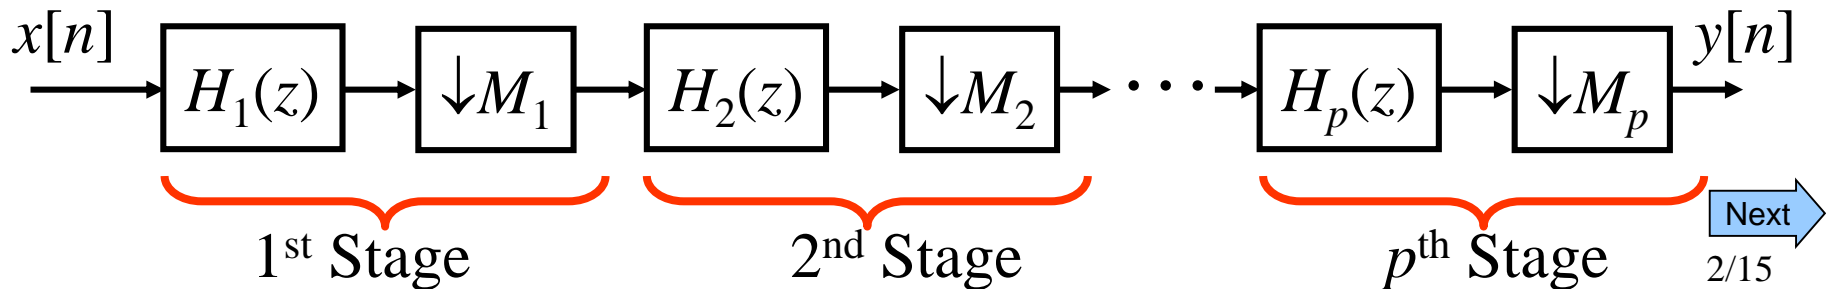 x[n] H₁(z) ↓M₁ H₂(z) ↓M₂ ··· Hₚ(z) ↓Mₚ y[n]
1ˢᵗ Stage 2ⁿᵈ Stage pᵗʰ Stage
Next
2/15